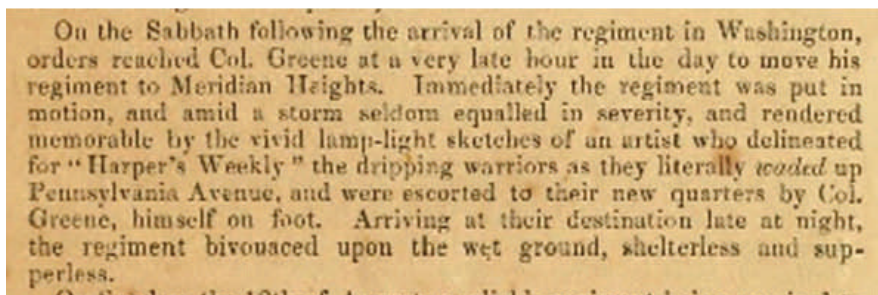 On the Sabbath following the arrival of the regiment in Washington,
orders reached Col. Greene at a very late hour in the day to move his
regiment to Meridian Heights. Immediately the regiment was put in
motion, and amid a storm seldom equalled in severity, and rendered
memorable by the vivid lamp-light sketches of an artist who delineated
for "Harper's Weekly" the dripping warriors as they literally waded up
Pennsylvania Avenue, and were escorted to their new quarters by Col.
Greene, himself on foot. Arriving at their destination late at night,
the regiment bivouaced upon the wet ground, shelterless and sup-
perless.